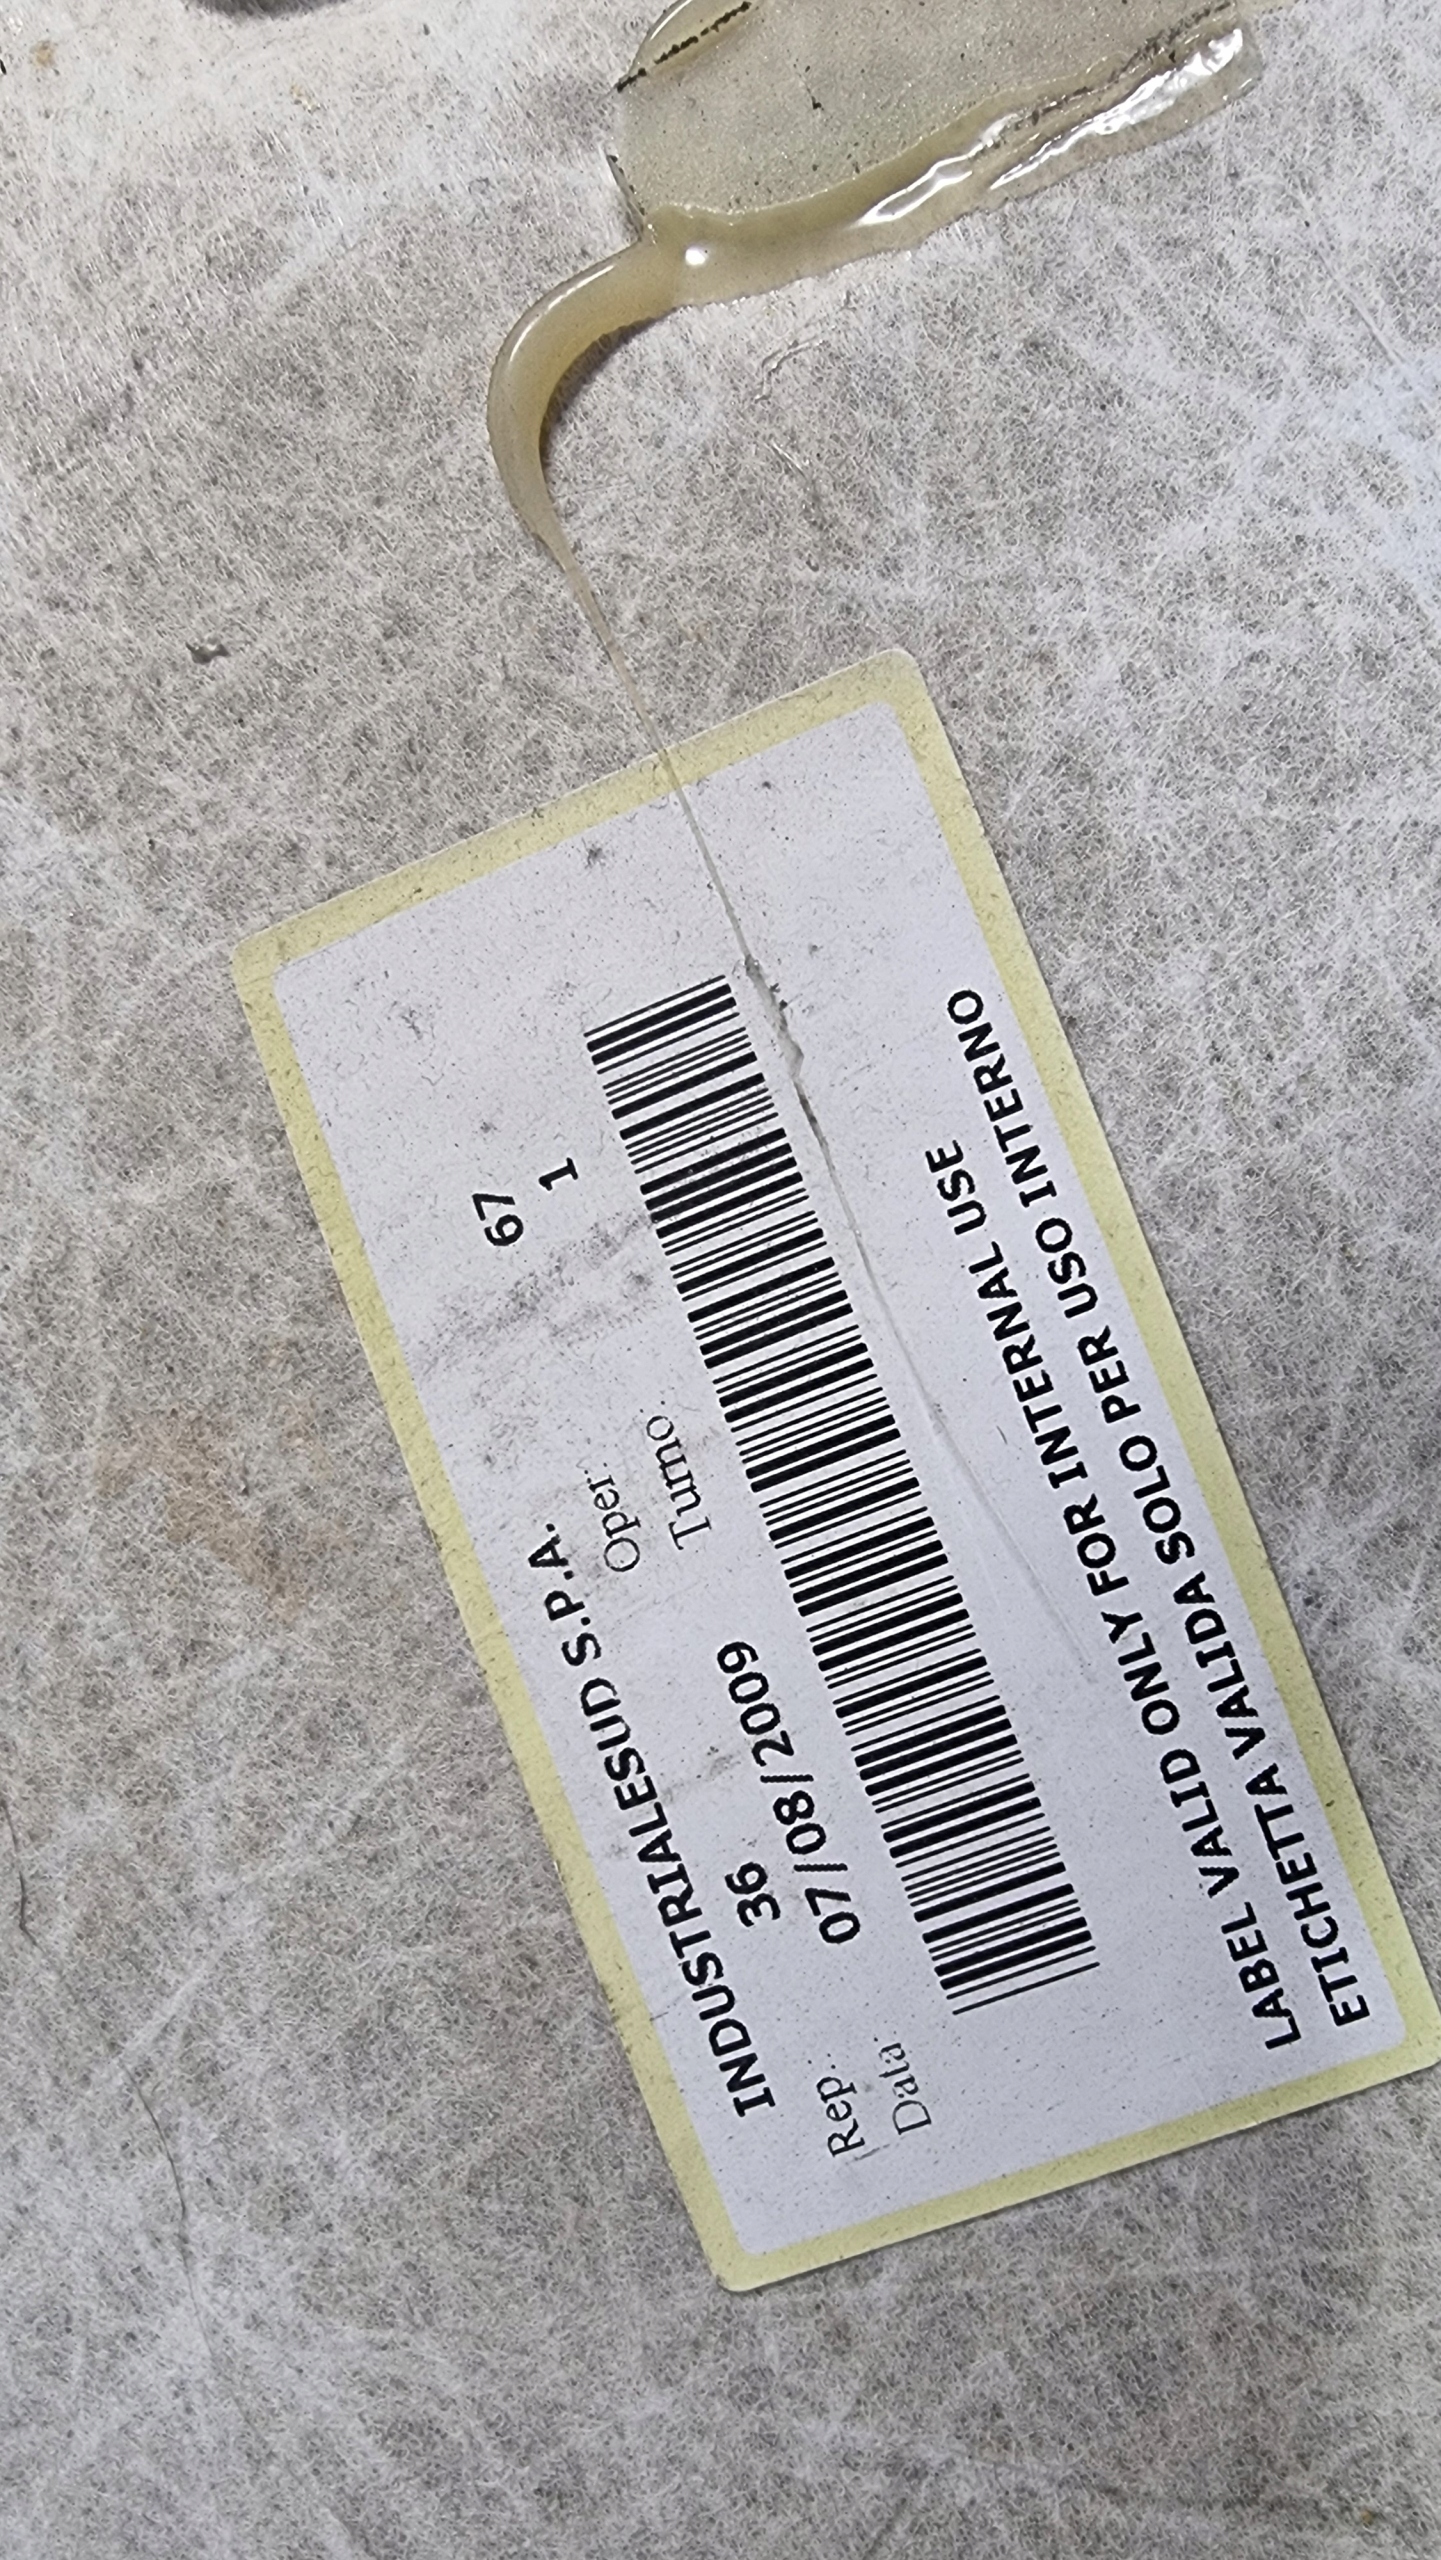 INDUSTRIALESUD S.P.A.
Rep.: 36 Oper.: 67
Data: 07/08/2009 Turno: 1
LABEL VALID ONLY FOR INTERNAL USE
ETICHETTA VALIDA SOLO PER USO INTERNO